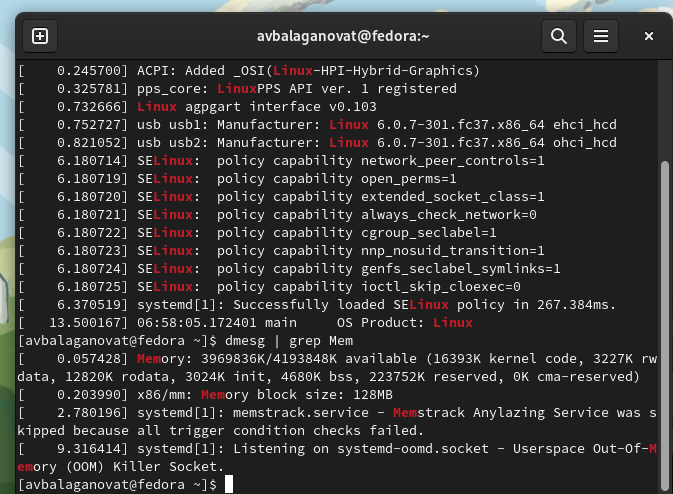 avbalaganovat@fedora:~
[    0.245700] ACPI: Added _OSI(Linux-HPI-Hybrid-Graphics)
[    0.325781] pps_core: LinuxPPS API ver. 1 registered
[    0.732666] Linux agpgart interface v0.103
[    0.752727] usb usb1: Manufacturer: Linux 6.0.7-301.fc37.x86_64 ehci_hcd
[    0.821052] usb usb2: Manufacturer: Linux 6.0.7-301.fc37.x86_64 ohci_hcd
[    6.180714] SELinux:  policy capability network_peer_controls=1
[    6.180719] SELinux:  policy capability open_perms=1
[    6.180720] SELinux:  policy capability extended_socket_class=1
[    6.180721] SELinux:  policy capability always_check_network=0
[    6.180722] SELinux:  policy capability cgroup_seclabel=1
[    6.180723] SELinux:  policy capability nnp_nosuid_transition=1
[    6.180724] SELinux:  policy capability genfs_seclabel_symlinks=1
[    6.180725] SELinux:  policy capability ioctl_skip_cloexec=0
[    6.370519] systemd[1]: Successfully loaded SELinux policy in 267.384ms.
[   13.500167] 06:58:05.172401 main     OS Product: Linux
[avbalaganovat@fedora ~]$ dmesg | grep Mem
[    0.057428] Memory: 3969836K/4193848K available (16393K kernel code, 3227K rw
data, 12820K rodata, 3024K init, 4680K bss, 223752K reserved, 0K cma-reserved)
[    0.203990] x86/mm: Memory block size: 128MB
[    2.780196] systemd[1]: memstrack.service - Memstrack Anylazing Service was s
kipped because all trigger condition checks failed.
[    9.316414] systemd[1]: Listening on systemd-oomd.socket - Userspace Out-Of-M
emory (OOM) Killer Socket.
[avbalaganovat@fedora ~]$